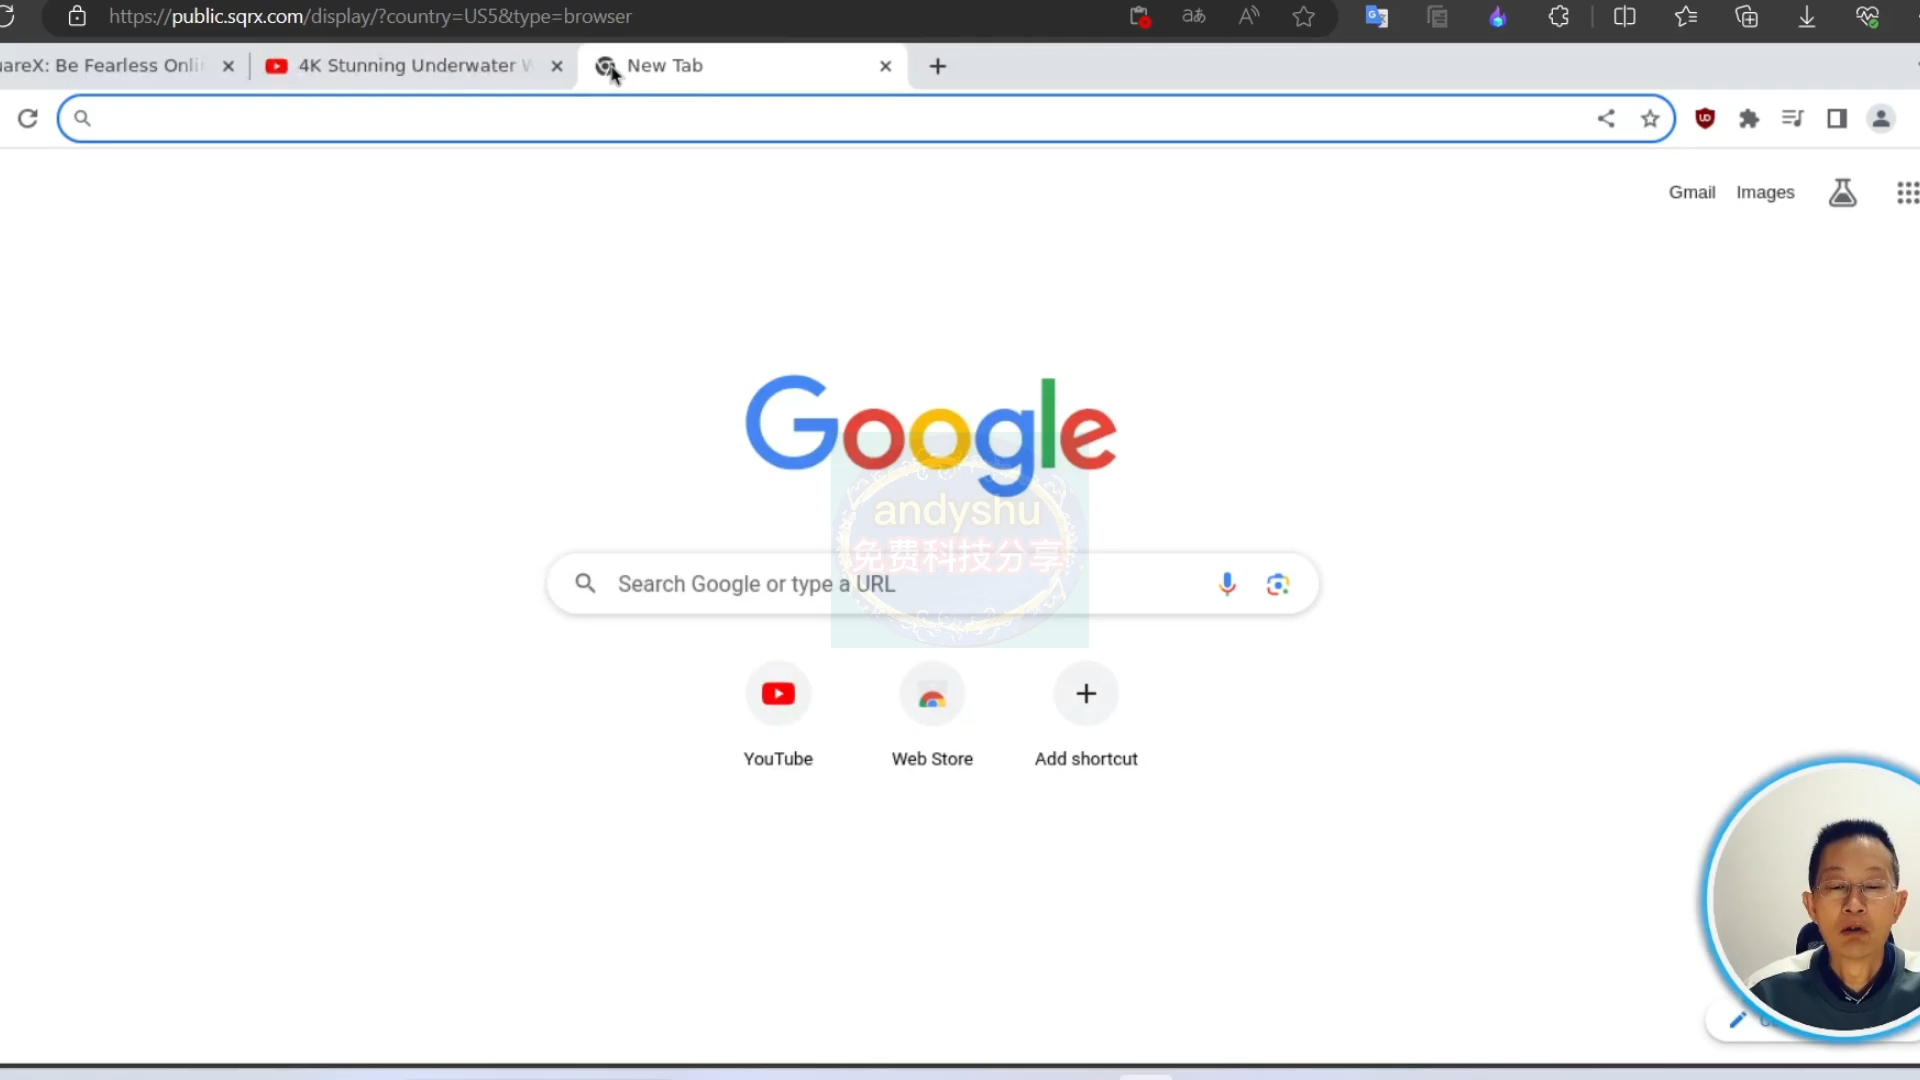 https://public.sqrx.com/display/?country=US5&type=browser
uareX: Be Fearless Onli
4K Stunning Underwater W
New Tab
Gmail
Images
Google
andyshu
免费科技分享
Search Google or type a URL
YouTube
Web Store
Add shortcut